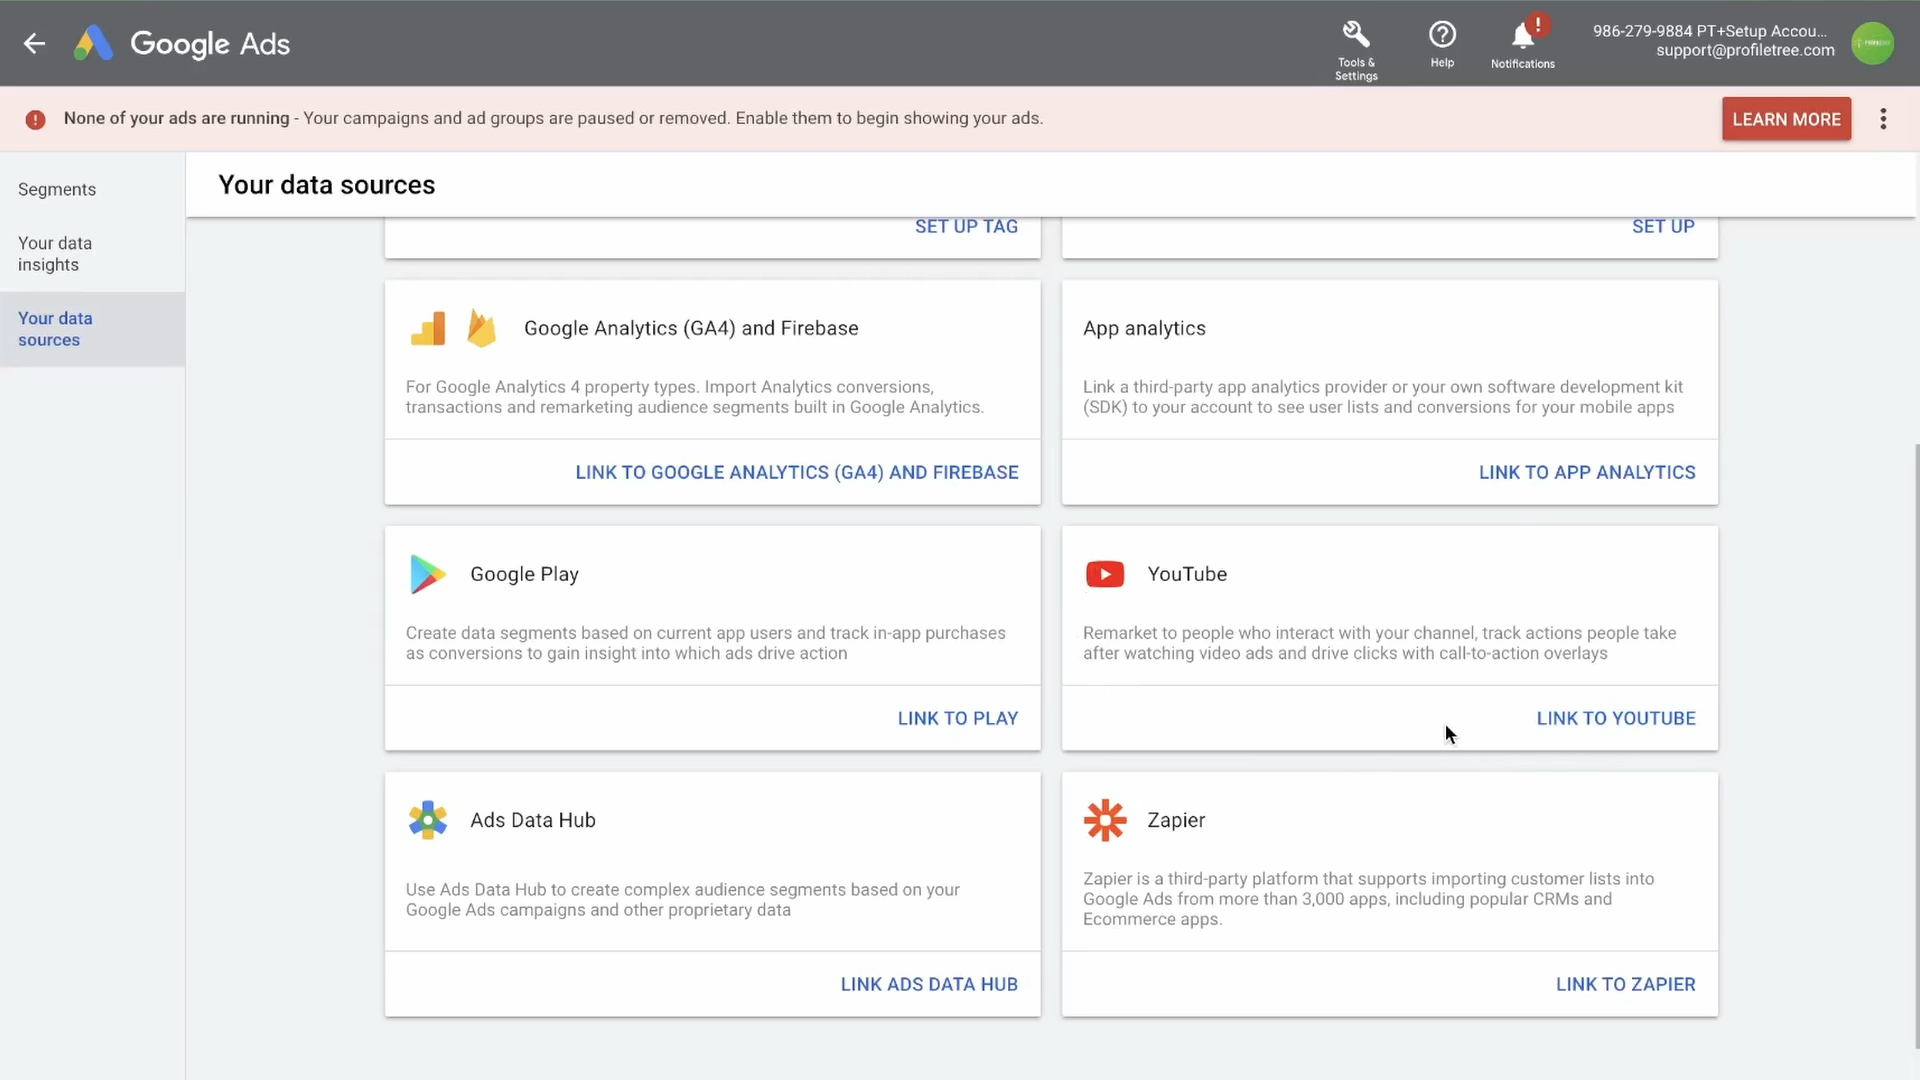 Google Ads
Tools &
Settings
Help
!
Notifications
986-279-9884 PT+Setup Accou...
support@profiletree.com
! None of your ads are running - Your campaigns and ad groups are paused or removed. Enable them to begin showing your ads.
LEARN MORE
Segments
Your data
insights
Your data
sources
Your data sources
SET UP TAG
SET UP
Google Analytics (GA4) and Firebase
For Google Analytics 4 property types. Import Analytics conversions,
transactions and remarketing audience segments built in Google Analytics.
LINK TO GOOGLE ANALYTICS (GA4) AND FIREBASE
App analytics
Link a third-party app analytics provider or your own software development kit
(SDK) to your account to see user lists and conversions for your mobile apps
LINK TO APP ANALYTICS
Google Play
Create data segments based on current app users and track in-app purchases
as conversions to gain insight into which ads drive action
LINK TO PLAY
YouTube
Remarket to people who interact with your channel, track actions people take
after watching video ads and drive clicks with call-to-action overlays
LINK TO YOUTUBE
Ads Data Hub
Use Ads Data Hub to create complex audience segments based on your
Google Ads campaigns and other proprietary data
LINK ADS DATA HUB
Zapier
Zapier is a third-party platform that supports importing customer lists into
Google Ads from more than 3,000 apps, including popular CRMs and
Ecommerce apps.
LINK TO ZAPIER